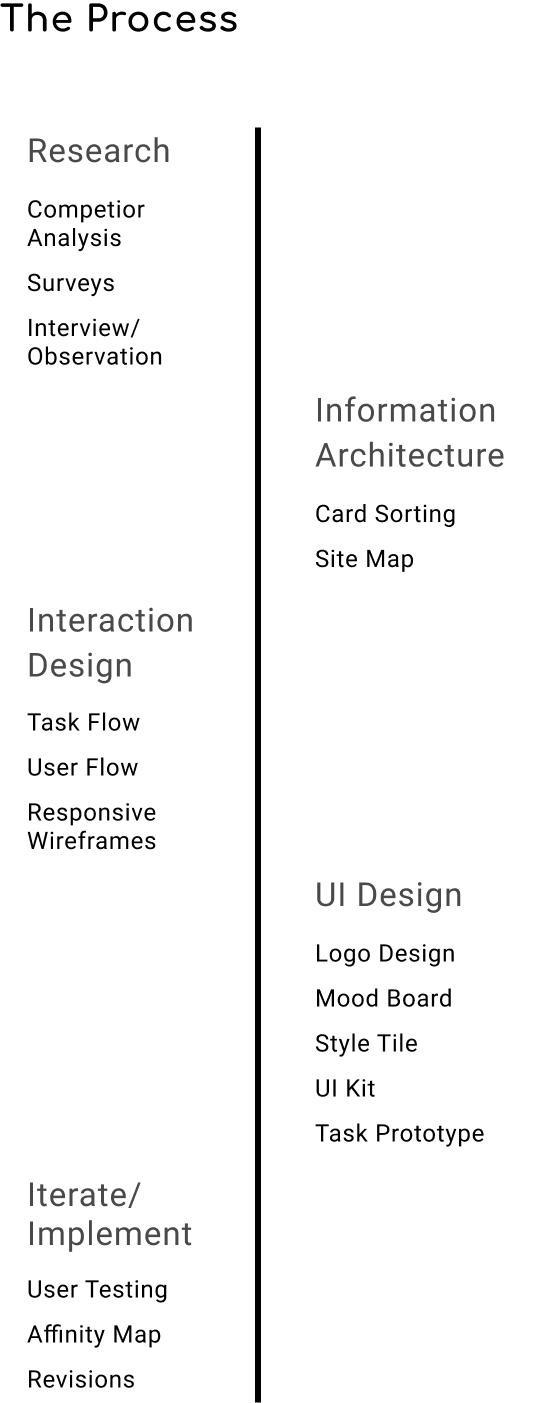 The Process
Research
Competior
Analysis
Surveys
Interview/
Observation
Information
Architecture
Card Sorting
Site Map
Interaction
Design
Task Flow
User Flow
Responsive
Wireframes
UI Design
Logo Design
Mood Board
Style Tile
UI Kit
Task Prototype
Iterate/
Implement
User Testing
Affinity Map
Revisions